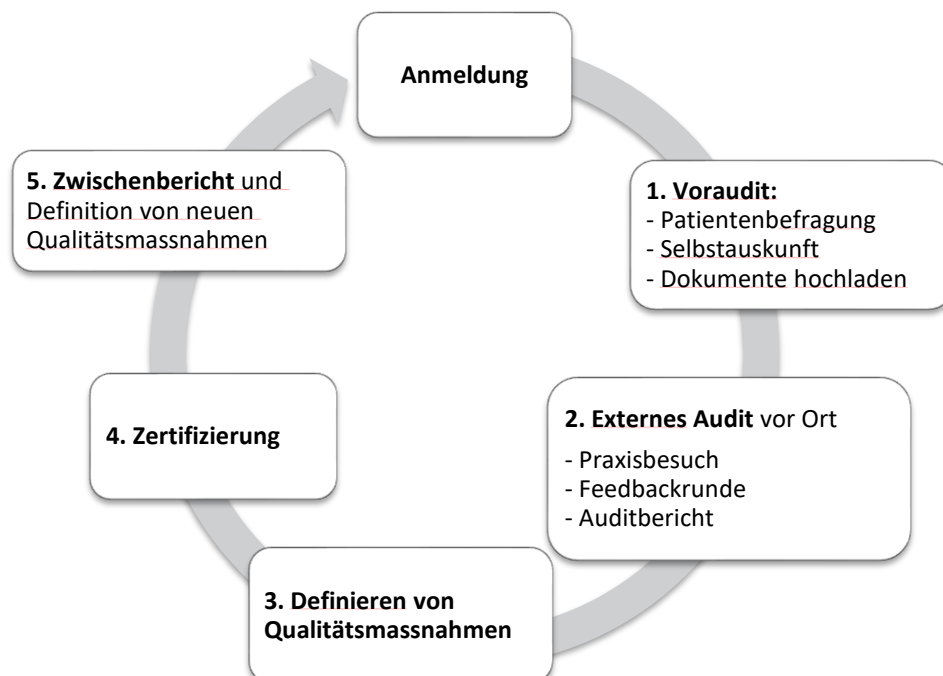 Anmeldung
1. Voraudit:
- Patientenbefragung
- Selbstauskunft
- Dokumente hochladen
2. Externes Audit vor Ort
- Praxisbesuch
- Feedbackrunde
- Auditbericht
3. Definieren von
Qualitätsmassnahmen
4. Zertifizierung
5. Zwischenbericht und
Definition von neuen
Qualitätsmassnahmen